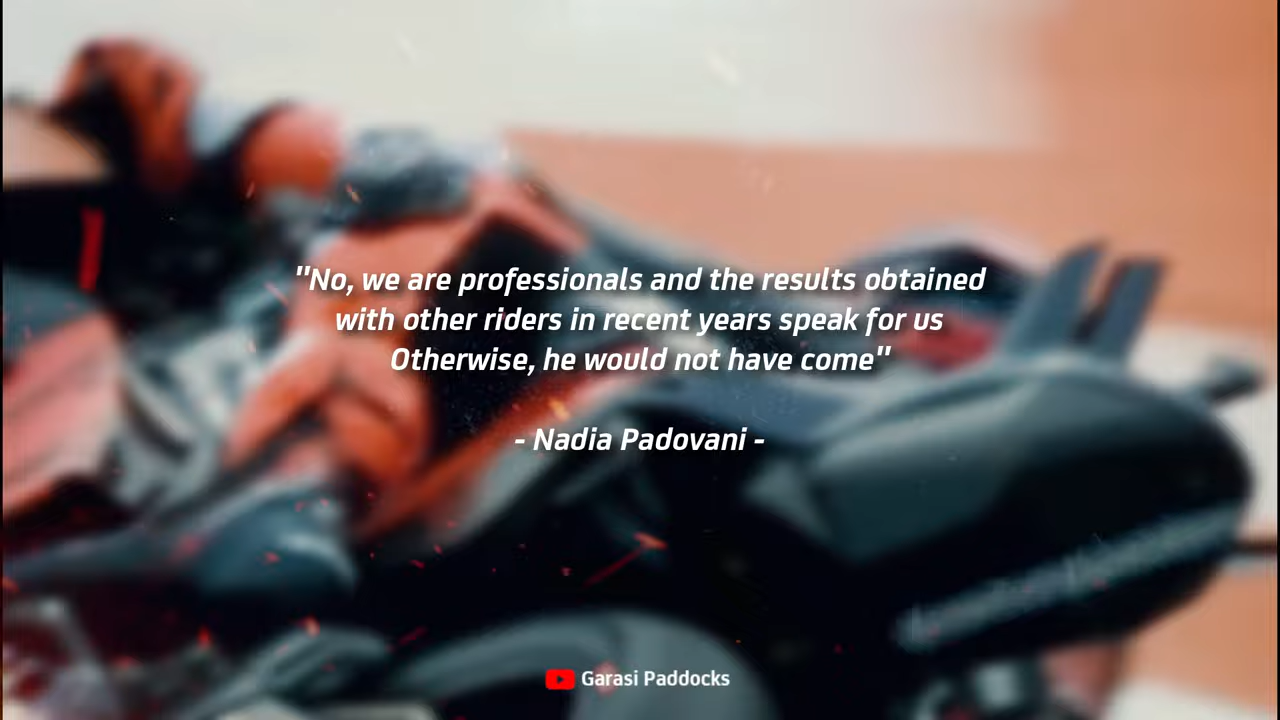 "No, we are professionals and the results obtained
with other riders in recent years speak for us
Otherwise, he would not have come"
- Nadia Padovani -
Garasi Paddocks